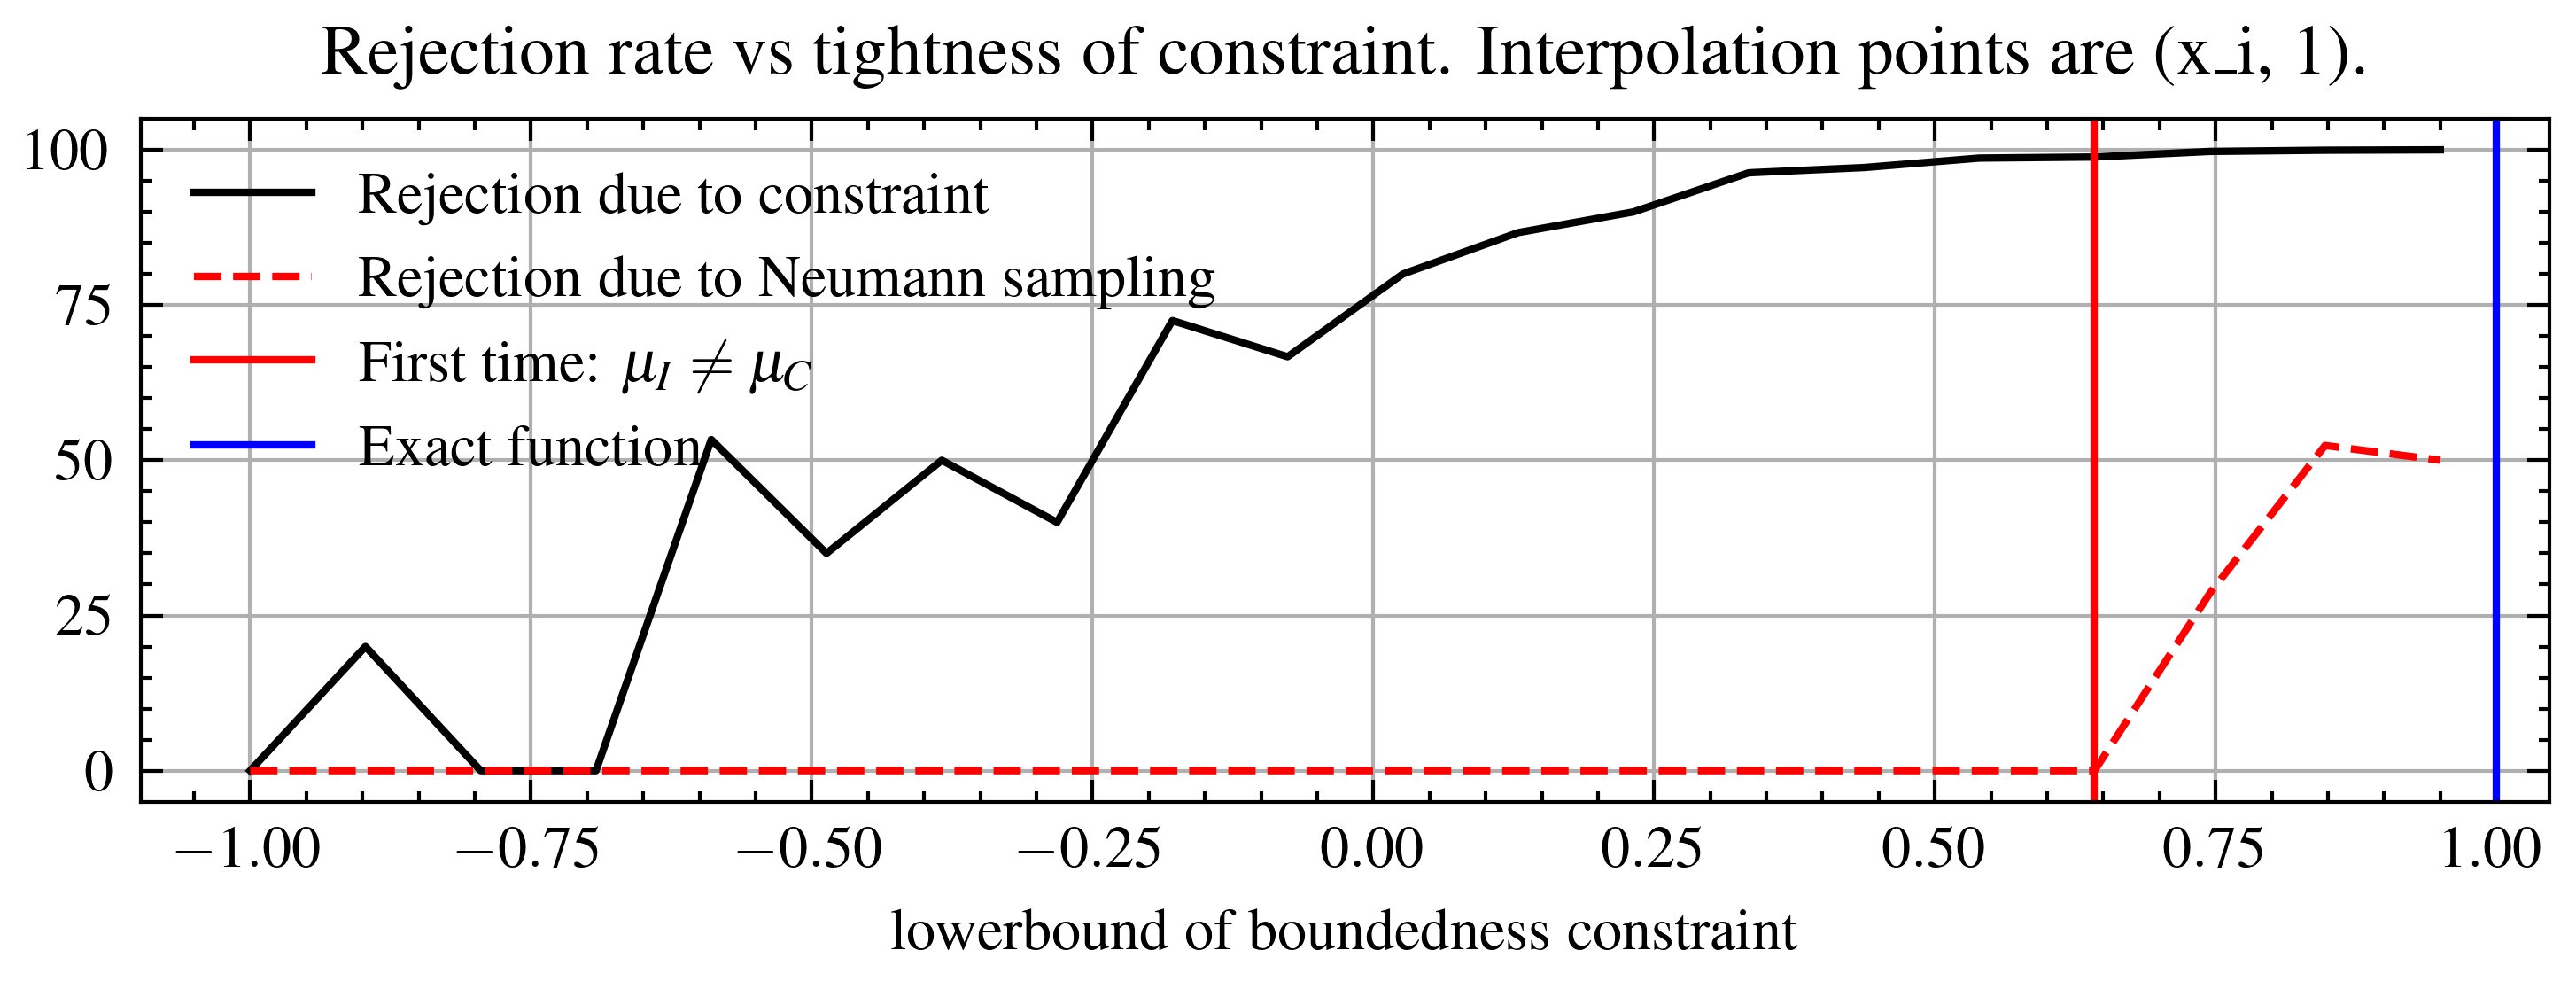 Rejection rate vs tightness of constraint. Interpolation points are (x_i, 1).
100
75
50
25
0
Rejection due to constraint
Rejection due to Neumann sampling
First time: μ_I ≠ μ_C
Exact function
−1.00 −0.75 −0.50 −0.25 0.00 0.25 0.50 0.75 1.00
lowerbound of boundedness constraint